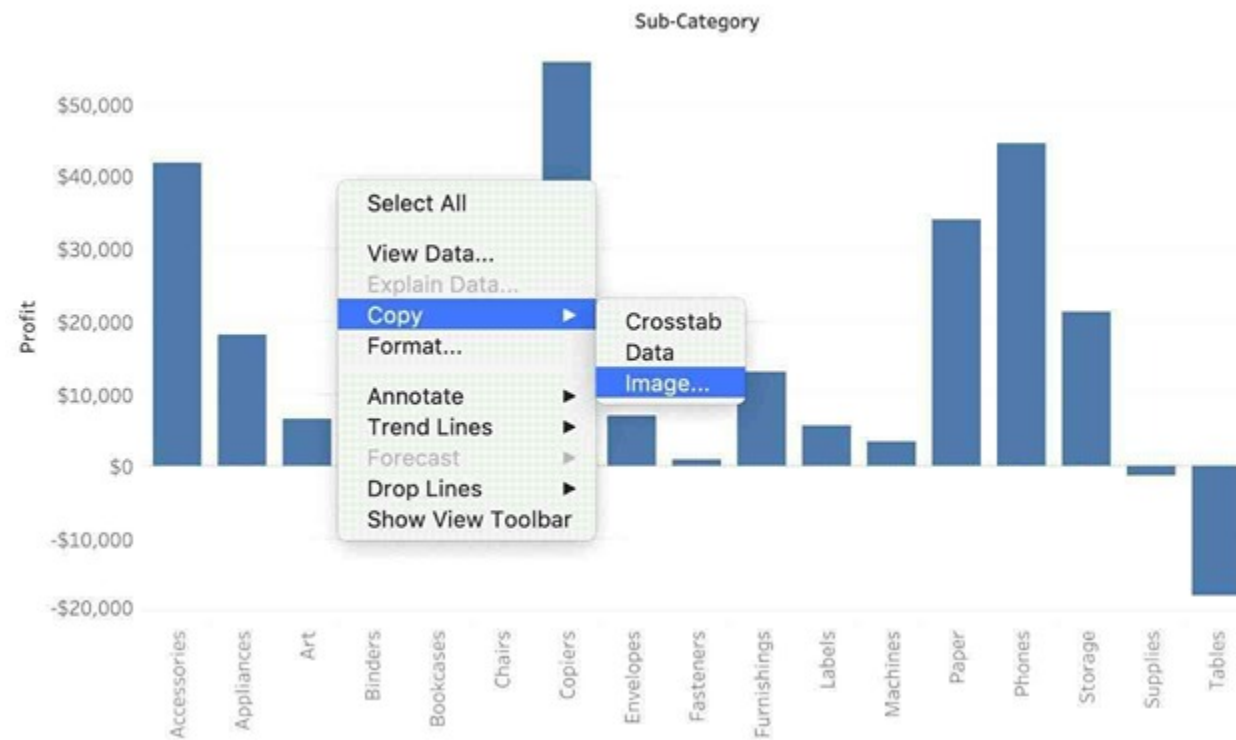 Sub-Category
$50,000
$40,000
$30,000
$20,000
$10,000
$0
-$10,000
-$20,000
Profit
Select All
View Data...
Explain Data...
Copy
Format...
Annotate
Trend Lines
Forecast
Drop Lines
Show View Toolbar
Crosstab
Data
Image...
Accessories
Appliances
Art
Binders
Bookcases
Chairs
Copiers
Envelopes
Fasteners
Furnishings
Labels
Machines
Paper
Phones
Storage
Supplies
Tables